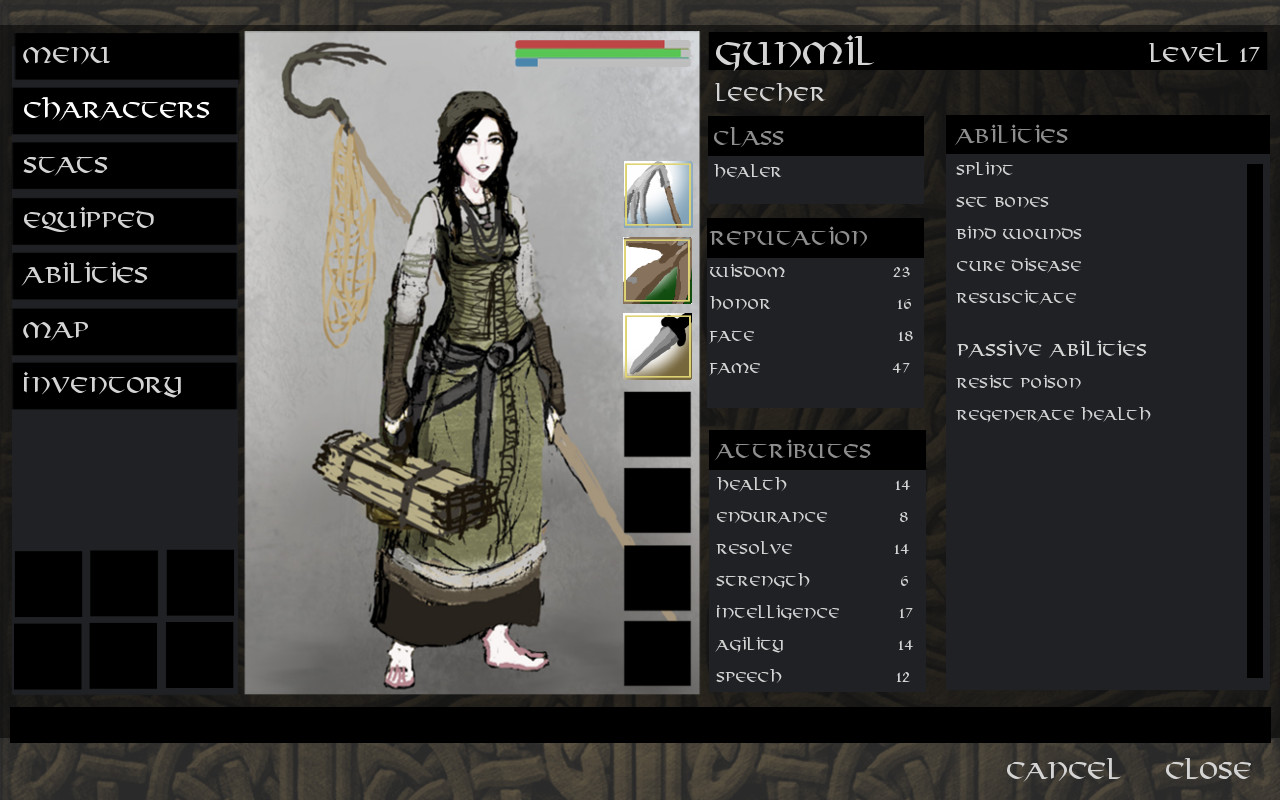 MENU
CHARACTERS
STATS
EQUIPPED
ABILITIES
MAP
INVENTORY
GUNMIL
LEVEL 17
LEECHER
CLASS
HEALER
REPUTATION
WISDOM 23
HONOR 16
FATE 18
FAME 47
ATTRIBUTES
HEALTH 14
ENDURANCE 8
RESOLVE 14
STRENGTH 6
INTELLIGENCE 17
AGILITY 14
SPEECH 12
ABILITIES
SPLINT
SET BONES
BIND WOUNDS
CURE DISEASE
RESUSCITATE
PASSIVE ABILITIES
RESIST POISON
REGENERATE HEALTH
CANCEL
CLOSE